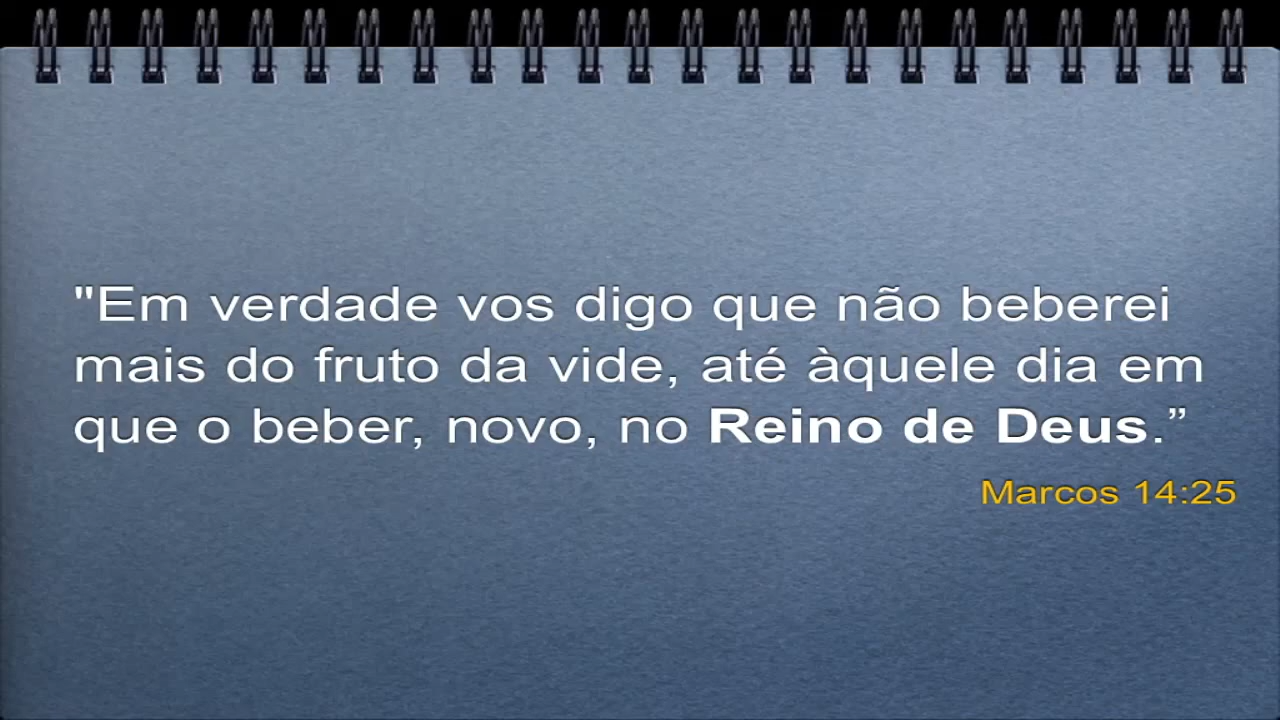 "Em verdade vos digo que não beberei
mais do fruto da vide, até àquele dia em
que o beber, novo, no Reino de Deus.”
Marcos 14:25